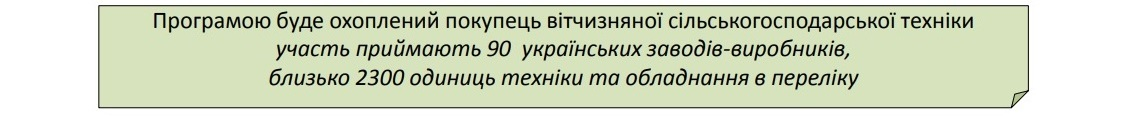 Програмою буде охоплений покупець вітчизняної сільськогосподарської техніки
участь приймають 90 українських заводів-виробників,
близько 2300 одиниць техніки та обладнання в переліку